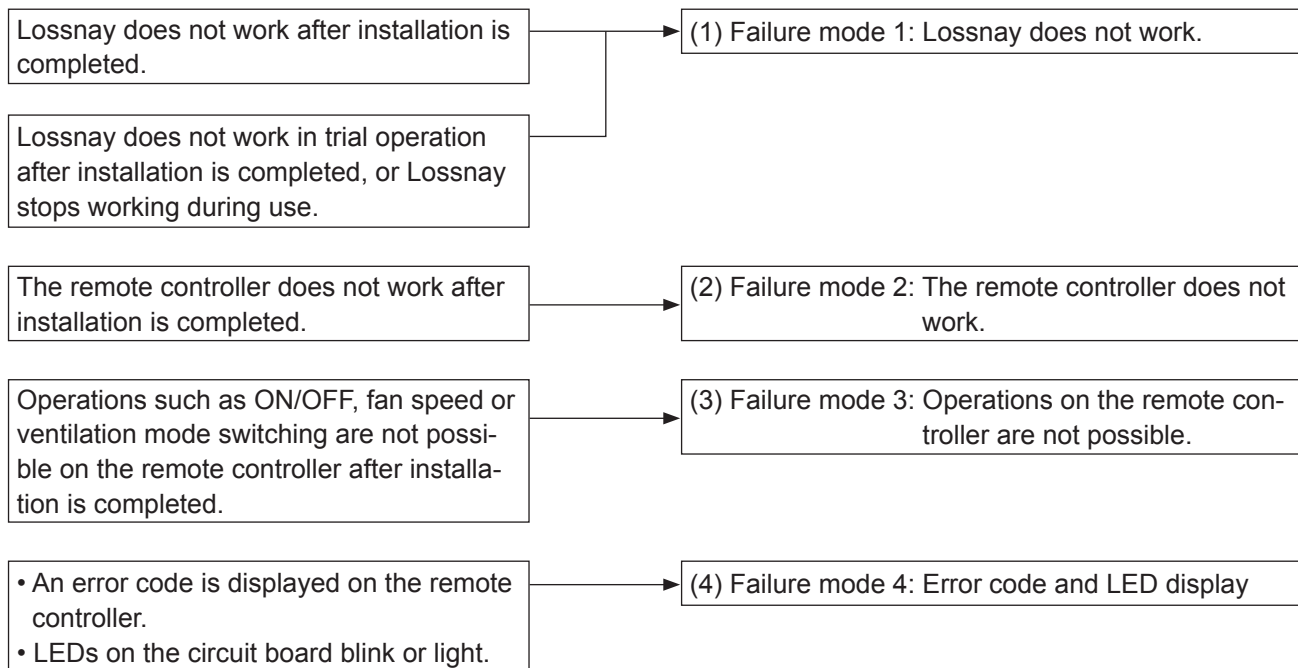 Lossnay does not work after installation is
completed.
(1) Failure mode 1: Lossnay does not work.
Lossnay does not work in trial operation
after installation is completed, or Lossnay
stops working during use.
The remote controller does not work after
installation is completed.
(2) Failure mode 2: The remote controller does not
work.
Operations such as ON/OFF, fan speed or
ventilation mode switching are not possi-
ble on the remote controller after installa-
tion is completed.
(3) Failure mode 3: Operations on the remote con-
troller are not possible.
• An error code is displayed on the remote
controller.
• LEDs on the circuit board blink or light.
(4) Failure mode 4: Error code and LED display